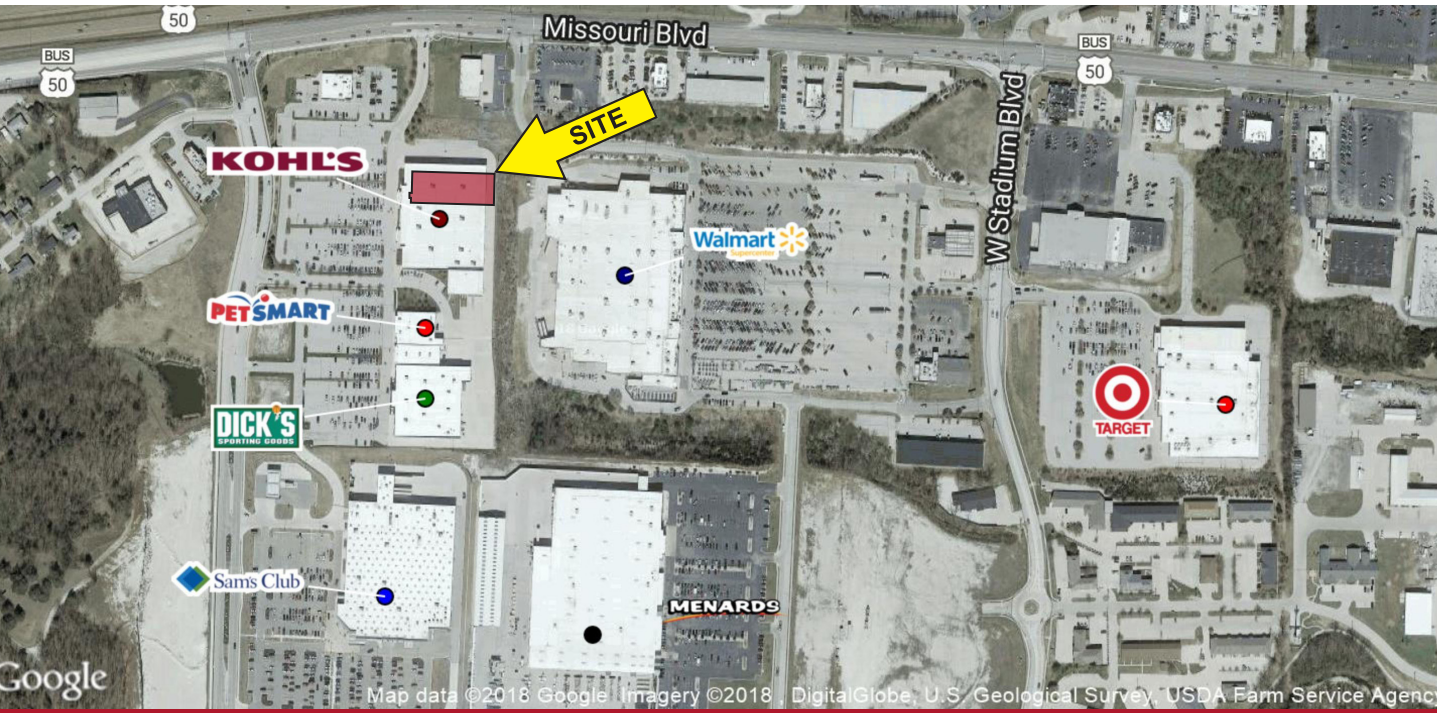 50
Missouri Blvd
BUS
50
BUS
50
SITE
KOHL'S
W Stadium Blvd
Walmart
Supercenter
PETSMART
TARGET
DICK'S
SPORTING GOODS
Sam's Club
MENARDS
Google
Map data ©2018 Google Imagery ©2018 DigitalGlobe, U.S. Geological Survey, USDA Farm Service Agency